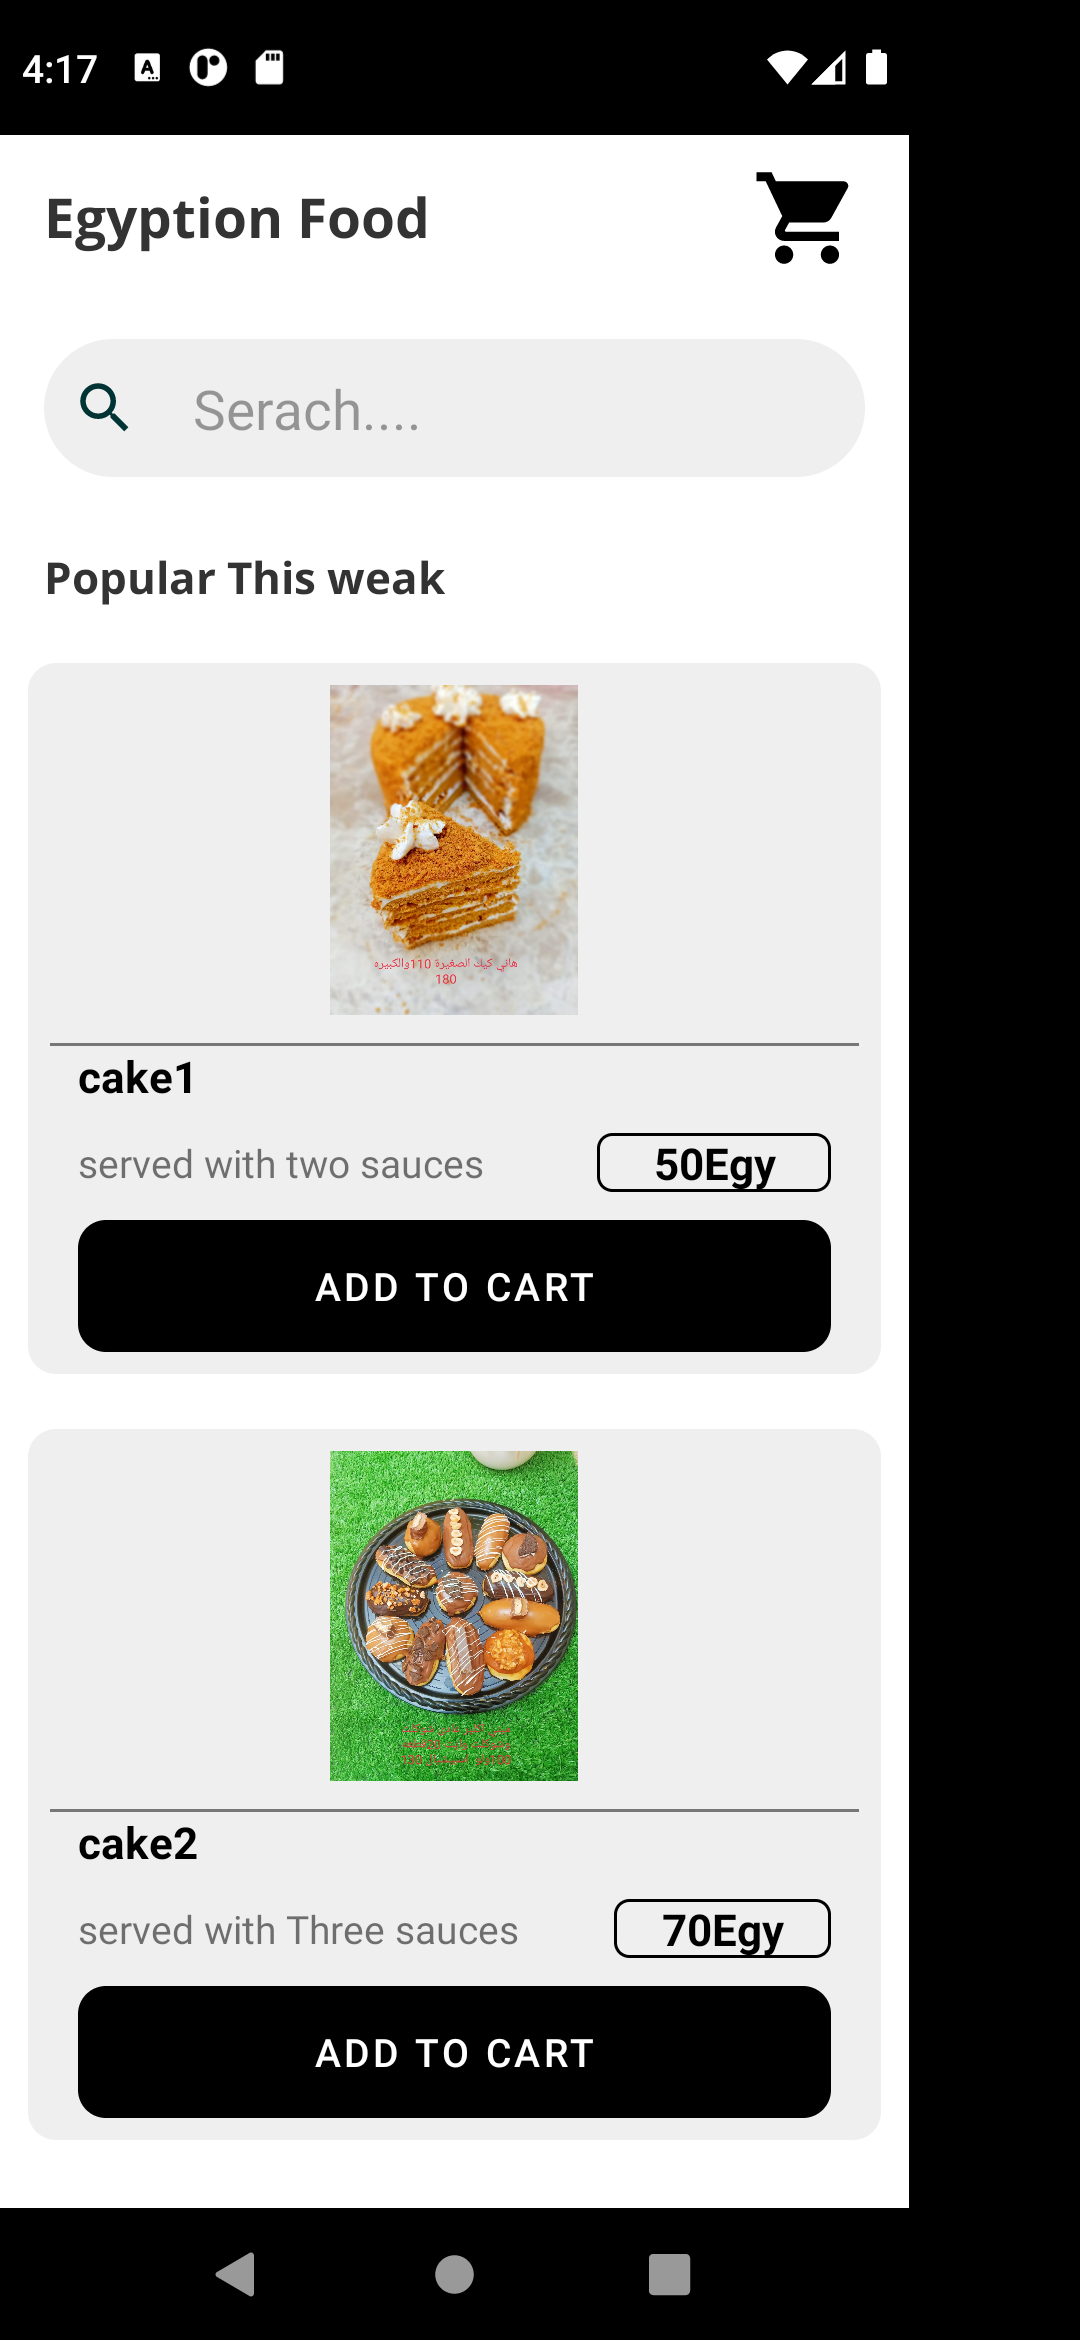 4:17
Egyption Food
Serach....
Popular This weak
هاني كيك الصغيرة 110والكبيره
180
cake1
served with two sauces
50Egy
ADD TO CART
cake2
served with Three sauces
70Egy
ADD TO CART